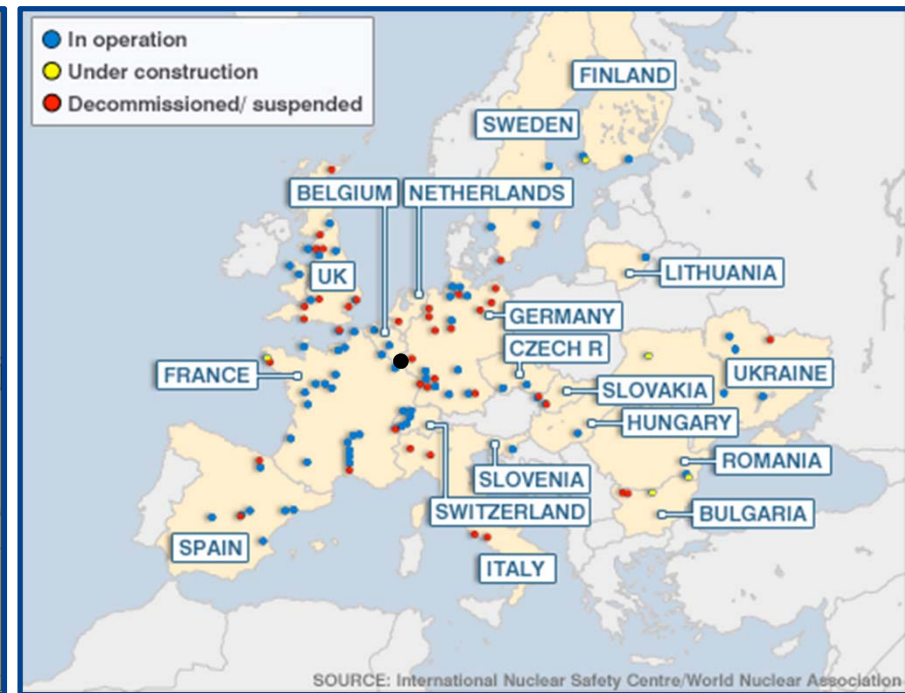 In operation
Under construction
Decommissioned/ suspended
FINLAND
SWEDEN
BELGIUM
NETHERLANDS
UK
LITHUANIA
GERMANY
CZECH R
FRANCE
UKRAINE
SLOVAKIA
HUNGARY
ROMANIA
SLOVENIA
SWITZERLAND
BULGARIA
SPAIN
ITALY
SOURCE: International Nuclear Safety Centre/World Nuclear Association